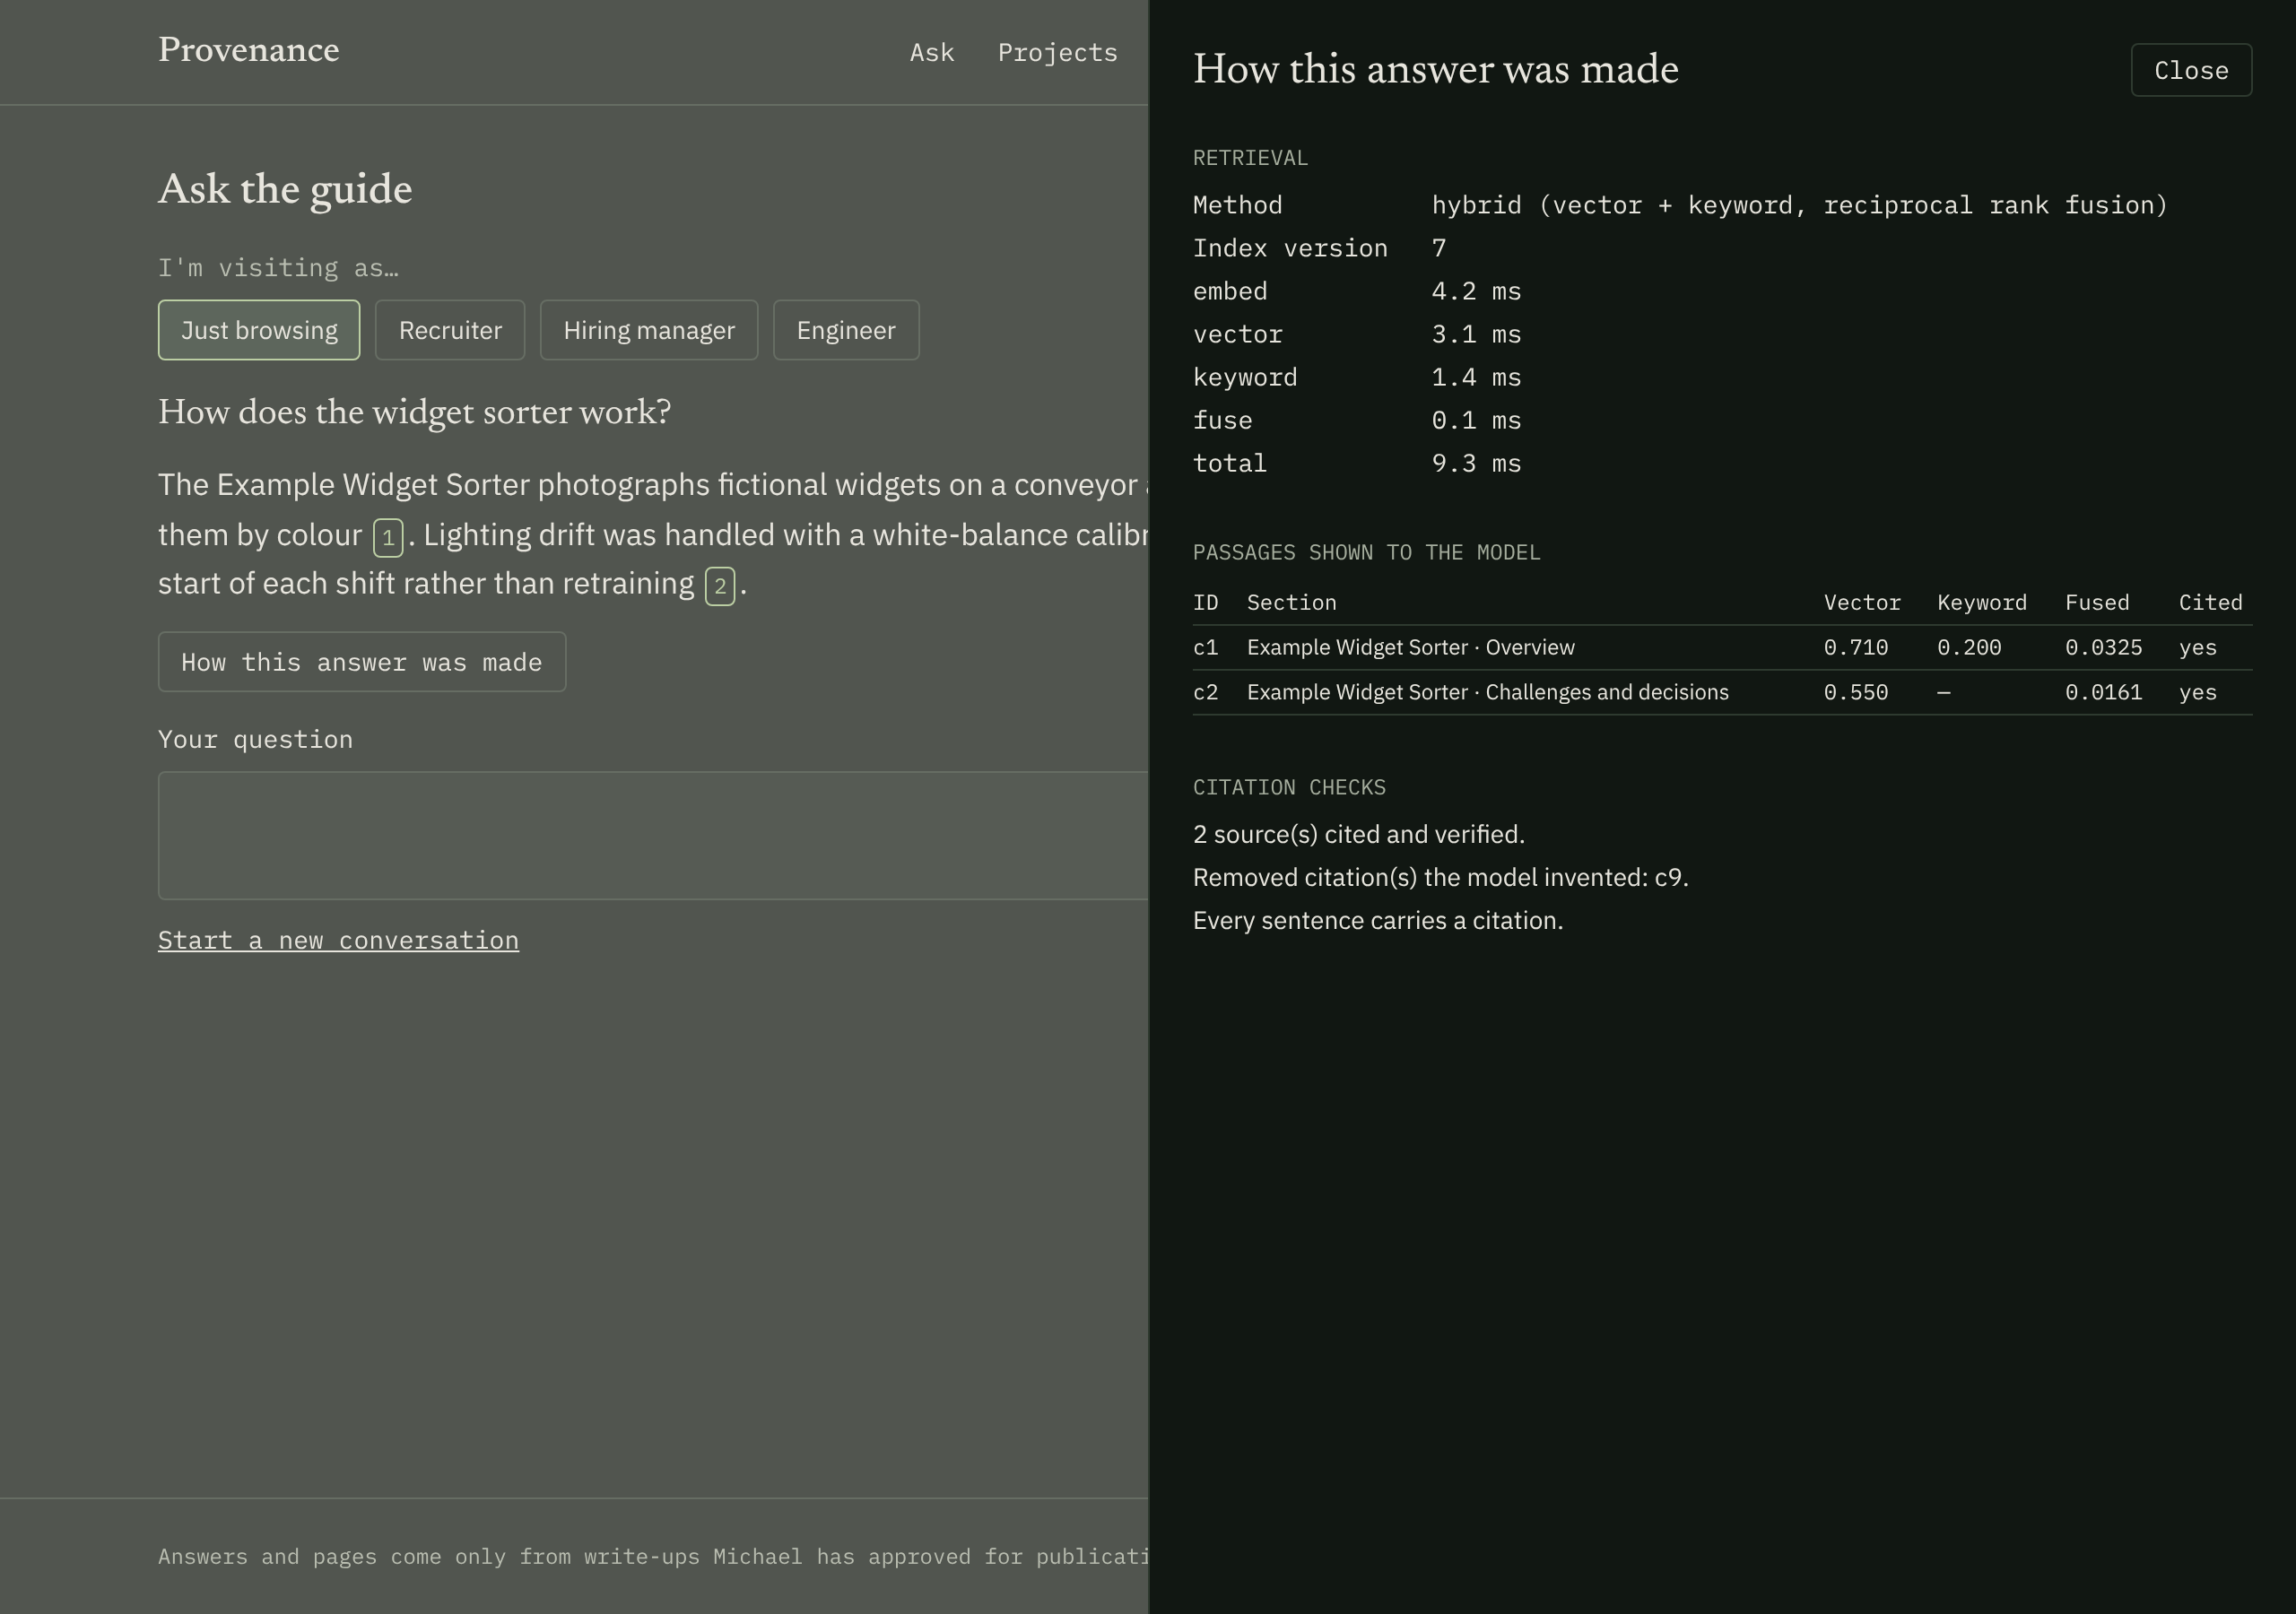 Provenance
Ask Projects
Ask the guide
I'm visiting as…
Just browsing Recruiter Hiring manager Engineer
How does the widget sorter work?
The Example Widget Sorter photographs fictional widgets on a conveyor
them by colour 1. Lighting drift was handled with a white-balance
start of each shift rather than retraining 2.
How this answer was made
Your question
Start a new conversation
Answers and pages come only from write-ups Michael has approved for
How this answer was made
Close
RETRIEVAL
Method hybrid (vector + keyword, reciprocal rank fusion)
Index version 7
embed 4.2 ms
vector 3.1 ms
keyword 1.4 ms
fuse 0.1 ms
total 9.3 ms
PASSAGES SHOWN TO THE MODEL
ID Section Vector Keyword Fused Cited
c1 Example Widget Sorter · Overview 0.710 0.200 0.0325 yes
c2 Example Widget Sorter · Challenges and decisions 0.550 — 0.0161 yes
CITATION CHECKS
2 source(s) cited and verified.
Removed citation(s) the model invented: c9.
Every sentence carries a citation.